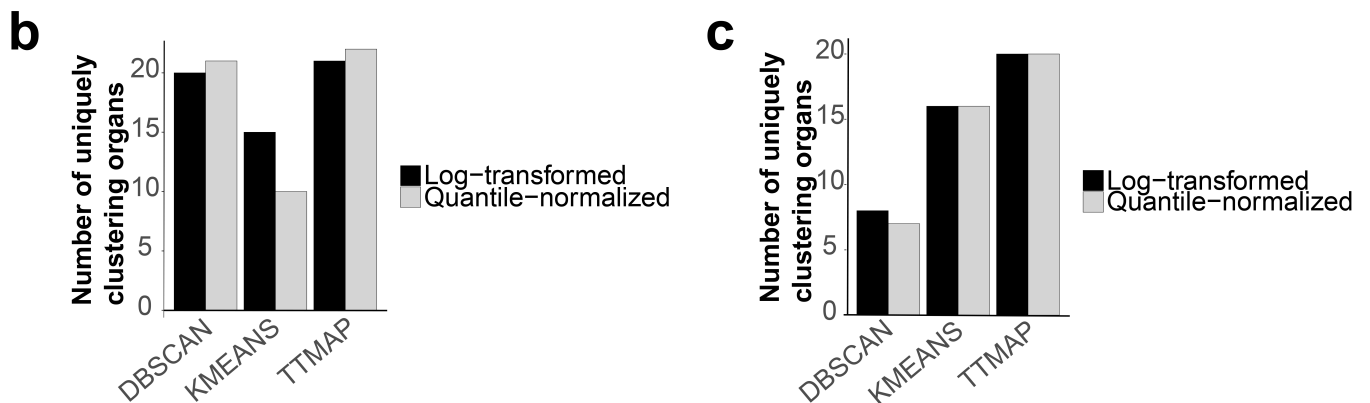 b
Number of uniquely
clustering organs
20
15
10
5
0
DBSCAN
KMEANS
TTMAP
Log−transformed
Quantile−normalized
c
Number of uniquely
clustering organs
20
15
10
5
0
DBSCAN
KMEANS
TTMAP
Log−transformed
Quantile−normalized